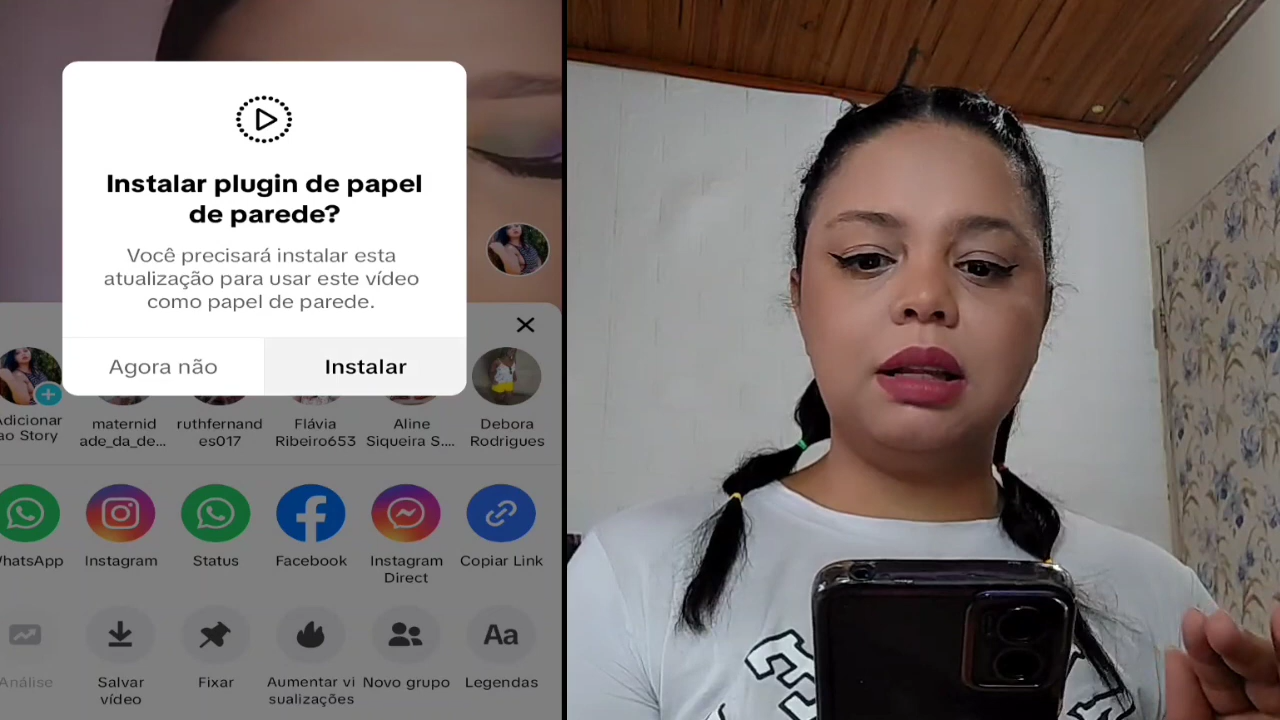 Instalar plugin de papel
de parede?
Você precisará instalar esta
atualização para usar este vídeo
como papel de parede.
Agora não
Instalar
Adicionar
ao Story
maternid
ade_da_de...
ruthfernand
es017
Flávia
Ribeiro653
Aline
Siqueira S....
Debora
Rodrigues
WhatsApp
Instagram
Status
Facebook
Instagram
Direct
Copiar Link
Análise
Salvar
vídeo
Fixar
Aumentar vi
sualizações
Novo grupo
Aa
Legendas